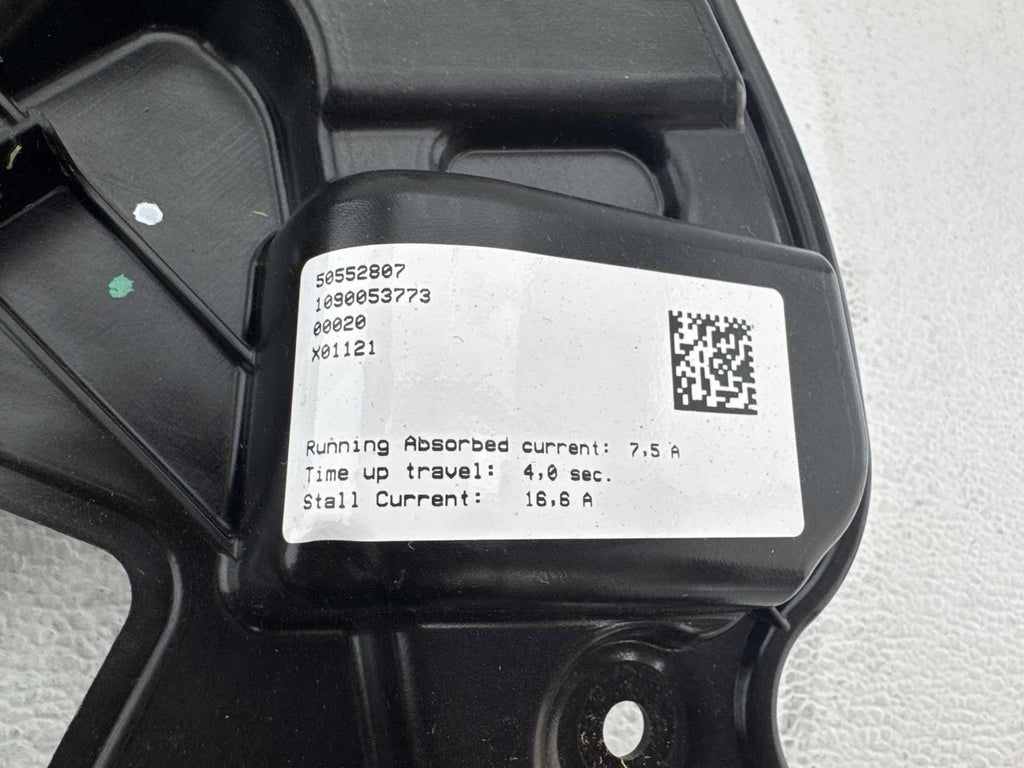 50552807
1090053773
00020
X01121
Running Absorbed current: 7,5 A
Time up travel: 4,0 sec.
Stall Current: 16,6 A